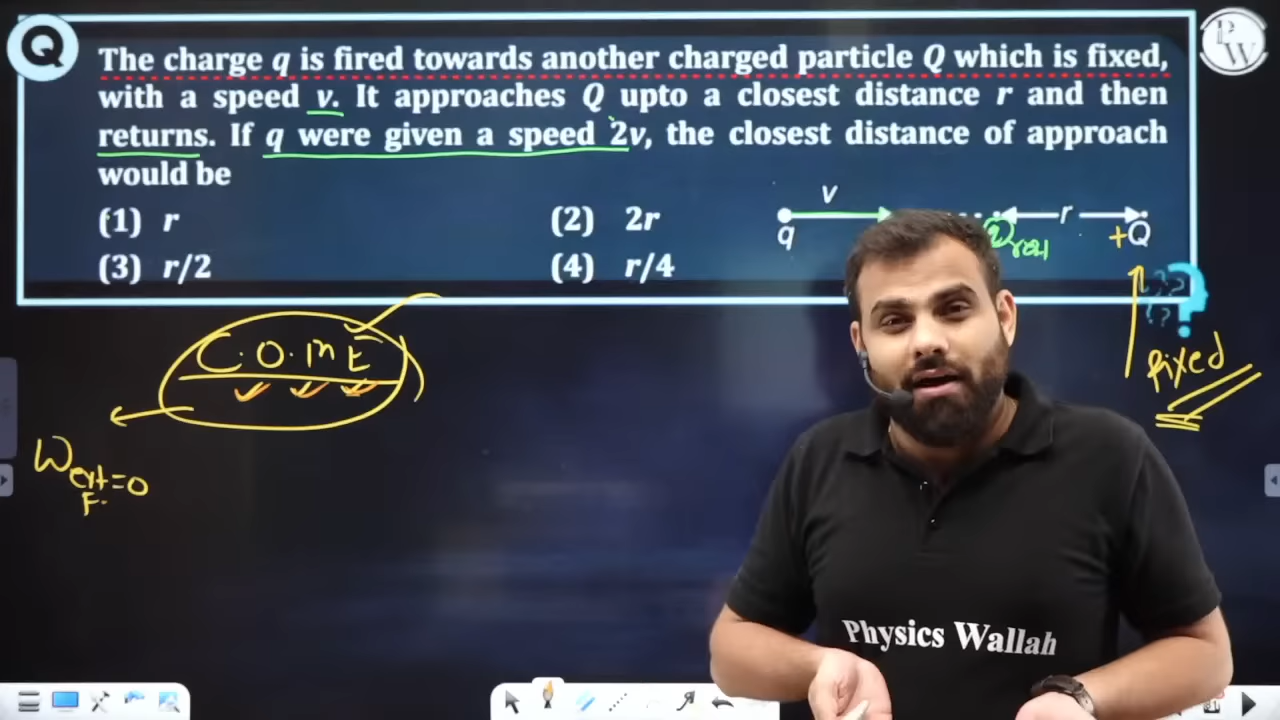 Q
The charge q is fired towards another charged particle Q which is fixed,
with a speed v. It approaches Q upto a closest distance r and then
returns. If q were given a speed 2v, the closest distance of approach
would be
(1) r
(2) 2r
(3) r/2
(4) r/4
v
q
r
+Q
PW
C.O.M E
fixed
W ext = 0
F.
Physics Wallah